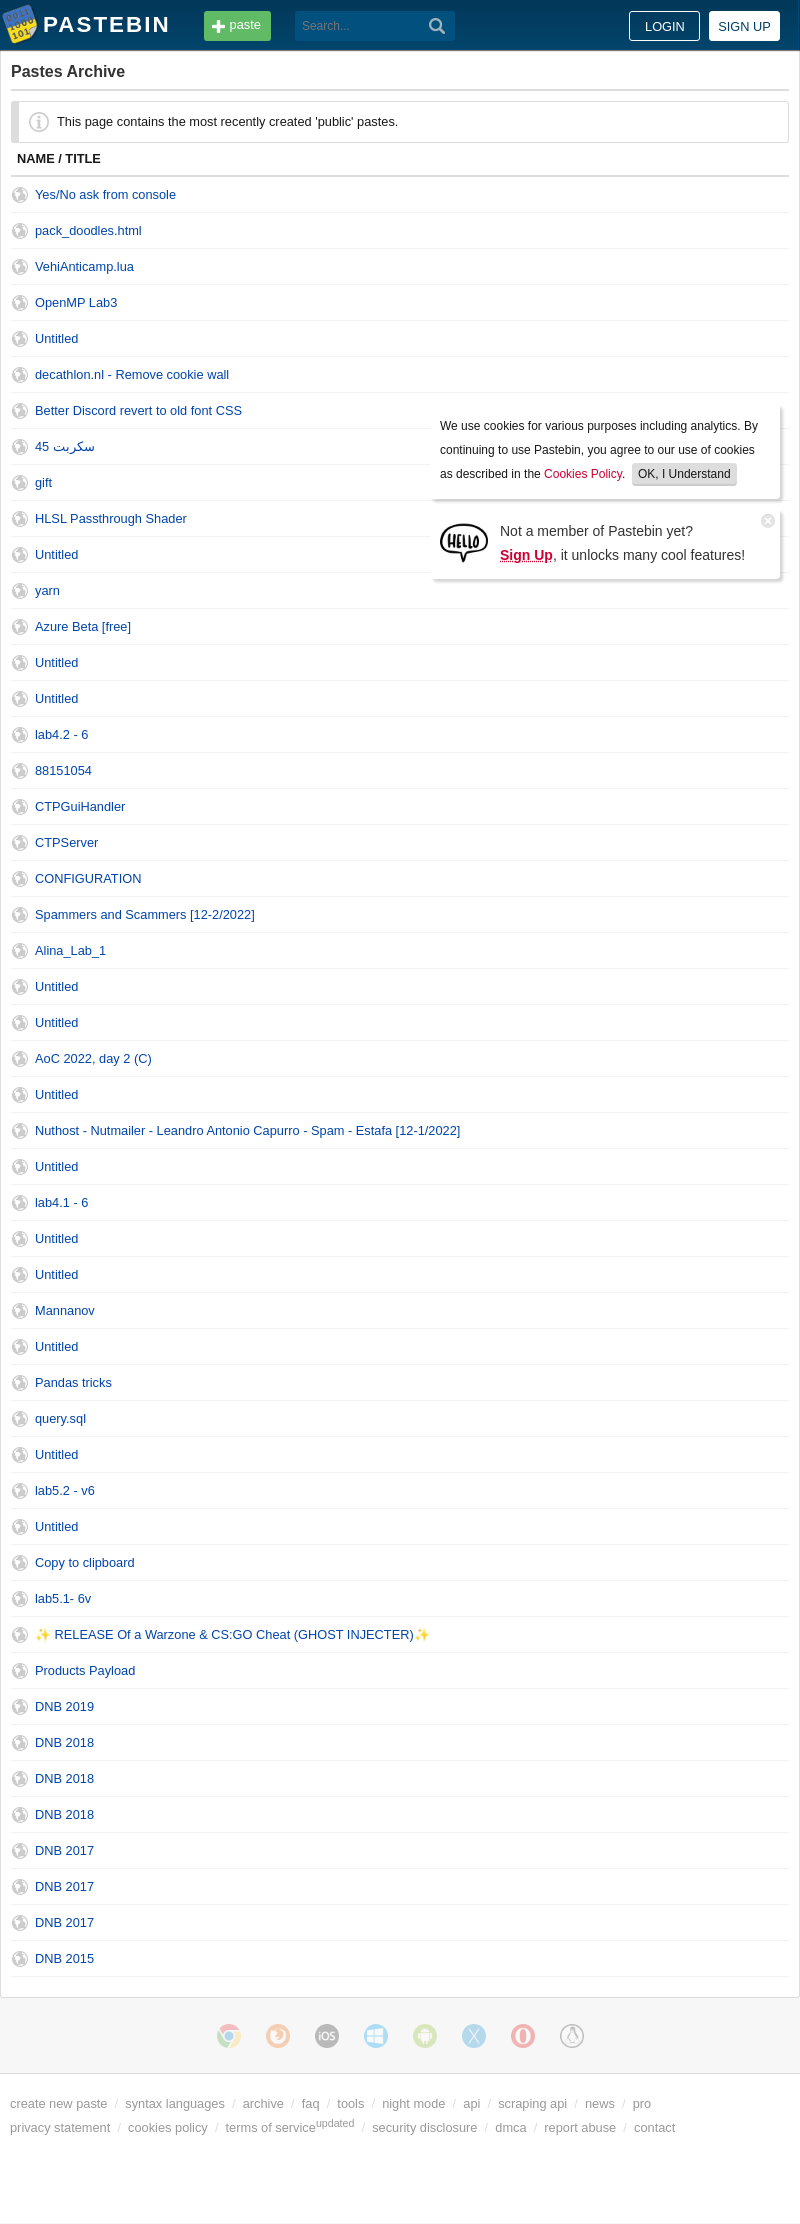 PASTEBIN paste Search... LOGIN SIGN UP
Pastes Archive
This page contains the most recently created 'public' pastes.
NAME / TITLE
Yes/No ask from console
pack_doodles.html
VehiAnticamp.lua
OpenMP Lab3
Untitled
decathlon.nl - Remove cookie wall
Better Discord revert to old font CSS
45 سكربت
gift
HLSL Passthrough Shader
Untitled
yarn
We use cookies for various purposes including analytics. By
continuing to use Pastebin, you agree to our use of cookies
as described in the Cookies Policy. OK, I Understand
HELLO
Not a member of Pastebin yet?
Sign Up, it unlocks many cool features!
Azure Beta [free]
Untitled
Untitled
lab4.2 - 6
88151054
CTPGuiHandler
CTPServer
CONFIGURATION
Spammers and Scammers [12-2/2022]
Alina_Lab_1
Untitled
Untitled
AoC 2022, day 2 (C)
Untitled
Nuthost - Nutmailer - Leandro Antonio Capurro - Spam - Estafa [12-1/2022]
Untitled
lab4.1 - 6
Untitled
Untitled
Mannanov
Untitled
Pandas tricks
query.sql
Untitled
lab5.2 - v6
Untitled
Copy to clipboard
lab5.1- 6v
✨ RELEASE Of a Warzone & CS:GO Cheat (GHOST INJECTER)✨
Products Payload
DNB 2019
DNB 2018
DNB 2018
DNB 2018
DNB 2017
DNB 2017
DNB 2017
DNB 2015
iOS
create new paste / syntax languages / archive / faq / tools / night mode / api / scraping api / news / pro
privacy statement / cookies policy / terms of service updated / security disclosure / dmca / report abuse / contact